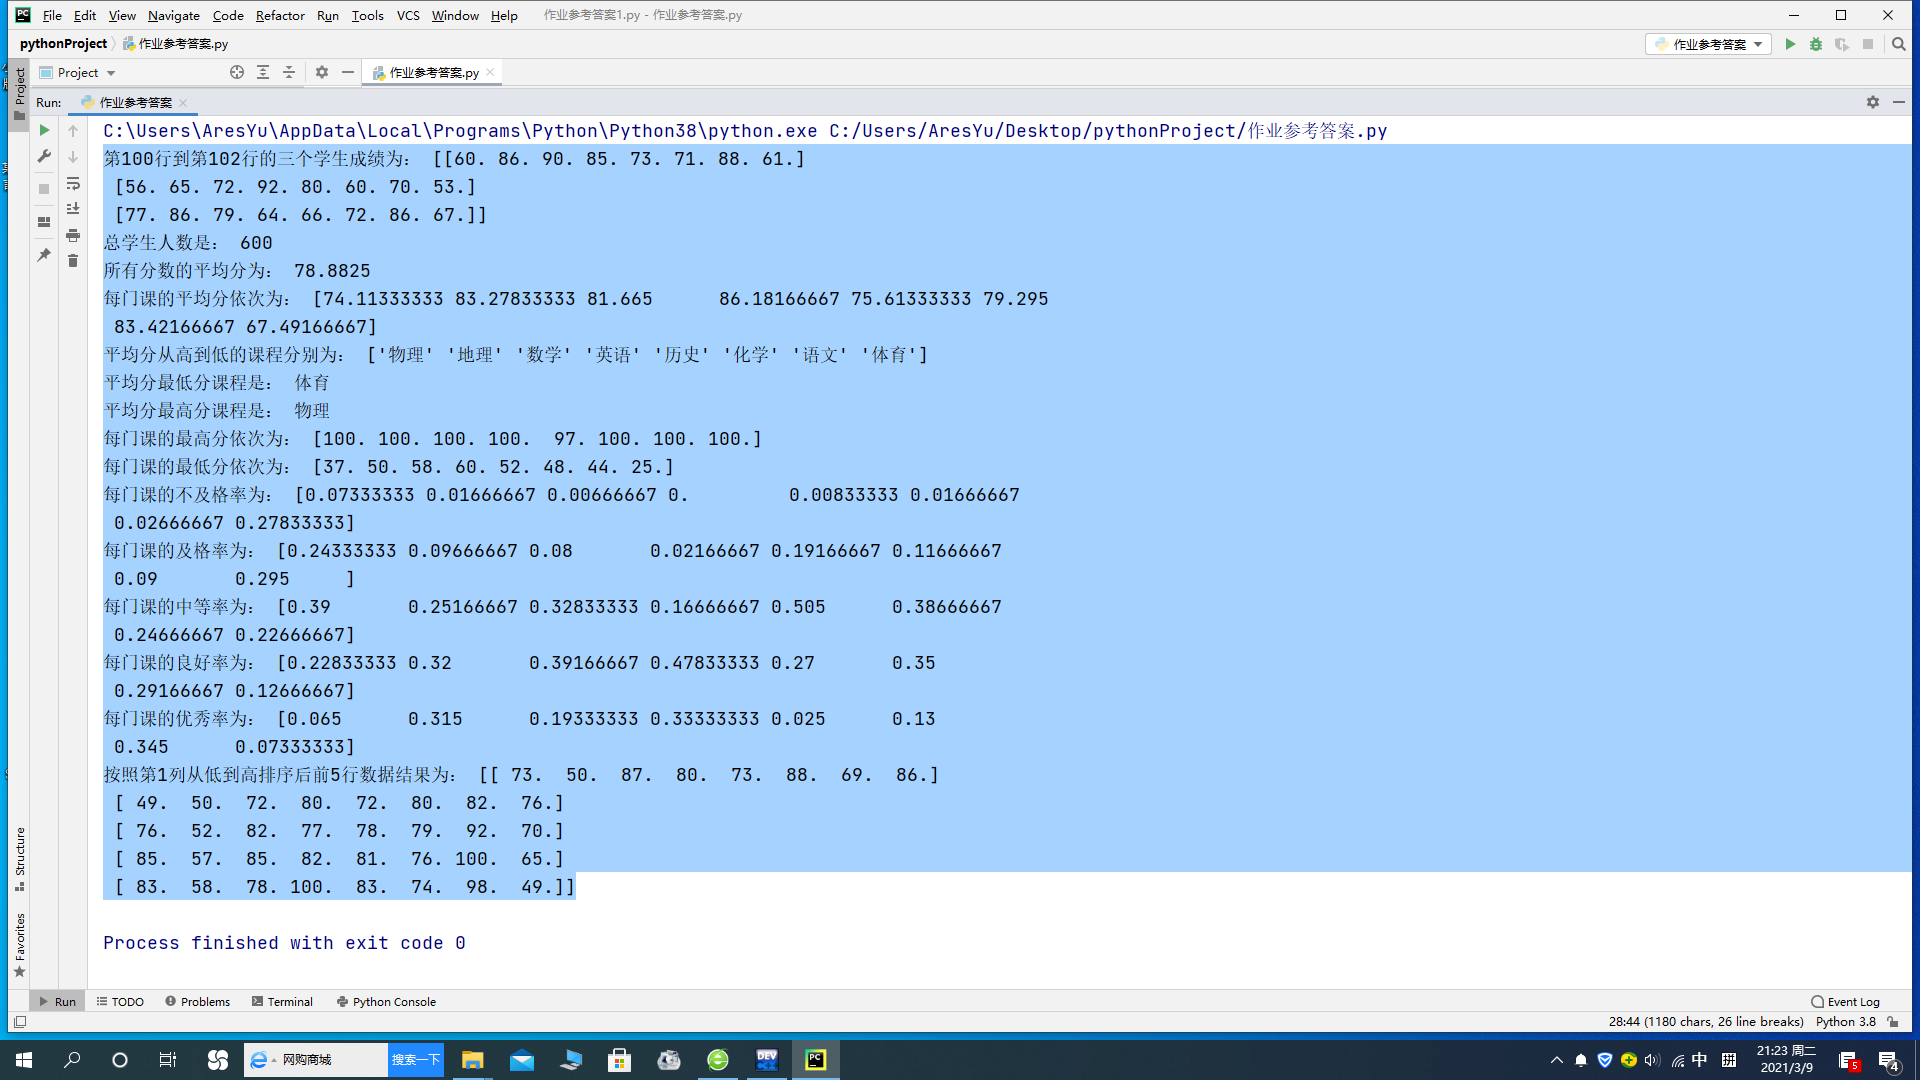 File Edit View Navigate Code Refactor Run Tools VCS Window Help 作业参考答案1.py - 作业参考答案.py
pythonProject 作业参考答案.py 作业参考答案
Project 作业参考答案.py
Project
Run: 作业参考答案
C:\Users\AresYu\AppData\Local\Programs\Python\Python38\python.exe C:/Users/AresYu/Desktop/pythonProject/作业参考答案.py
第100行到第102行的三个学生成绩为： [[60. 86. 90. 85. 73. 71. 88. 61.]
[56. 65. 72. 92. 80. 60. 70. 53.]
[77. 86. 79. 64. 66. 72. 86. 67.]]
总学生人数是： 600
所有分数的平均分为： 78.8825
每门课的平均分依次为： [74.11333333 83.27833333 81.665 86.18166667 75.61333333 79.295
83.42166667 67.49166667]
平均分从高到低的课程分别为： ['物理' '地理' '数学' '英语' '历史' '化学' '语文' '体育']
平均分最低分课程是： 体育
平均分最高分课程是： 物理
每门课的最高分依次为： [100. 100. 100. 100. 97. 100. 100. 100.]
每门课的最低分依次为： [37. 50. 58. 60. 52. 48. 44. 25.]
每门课的不及格率为： [0.07333333 0.01666667 0.00666667 0. 0.00833333 0.01666667
0.02666667 0.27833333]
每门课的及格率为： [0.24333333 0.09666667 0.08 0.02166667 0.19166667 0.11666667
0.09 0.295 ]
每门课的中等率为： [0.39 0.25166667 0.32833333 0.16666667 0.505 0.38666667
0.24666667 0.22666667]
每门课的良好率为： [0.22833333 0.32 0.39166667 0.47833333 0.27 0.35
0.29166667 0.12666667]
每门课的优秀率为： [0.065 0.315 0.19333333 0.33333333 0.025 0.13
0.345 0.07333333]
按照第1列从低到高排序后前5行数据结果为： [[ 73. 50. 87. 80. 73. 88. 69. 86.]
[ 49. 50. 72. 80. 72. 80. 82. 76.]
[ 76. 52. 82. 77. 78. 79. 92. 70.]
[ 85. 57. 85. 82. 81. 76. 100. 65.]
[ 83. 58. 78. 100. 83. 74. 98. 49.]]
Process finished with exit code 0
Structure
Favorites
Run TODO Problems Terminal Python Console Event Log
28:44 (1180 chars, 26 line breaks) Python 3.8
网购商城 搜索一下 DEV PC 中 拼 21:23 周二 5 4
2021/3/9